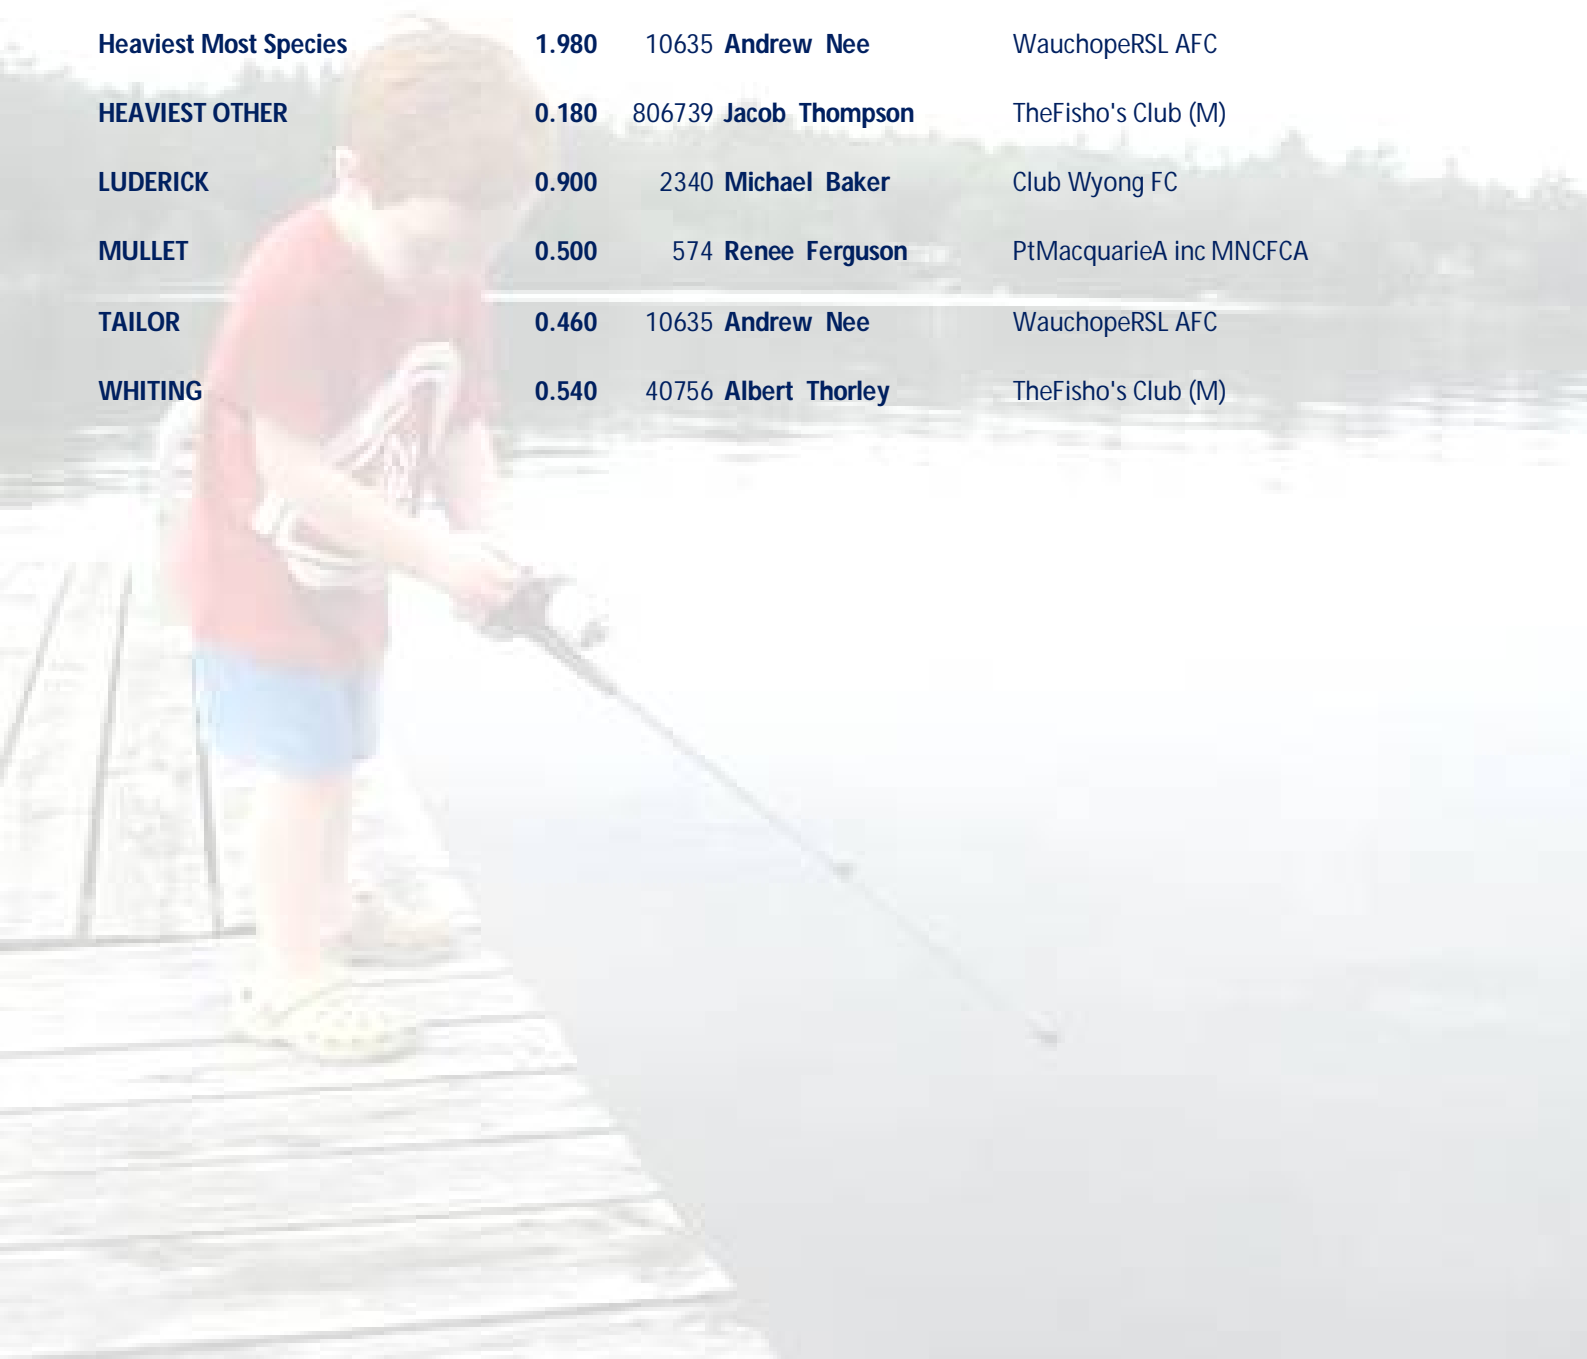 Heaviest Most Species 1.980 10635 Andrew Nee WauchopeRSL AFC
HEAVIEST OTHER 0.180 806739 Jacob Thompson TheFisho's Club (M)
LUDERICK 0.900 2340 Michael Baker Club Wyong FC
MULLET 0.500 574 Renee Ferguson PtMacquarieA inc MNCFCA
TAILOR 0.460 10635 Andrew Nee WauchopeRSL AFC
WHITING 0.540 40756 Albert Thorley TheFisho's Club (M)